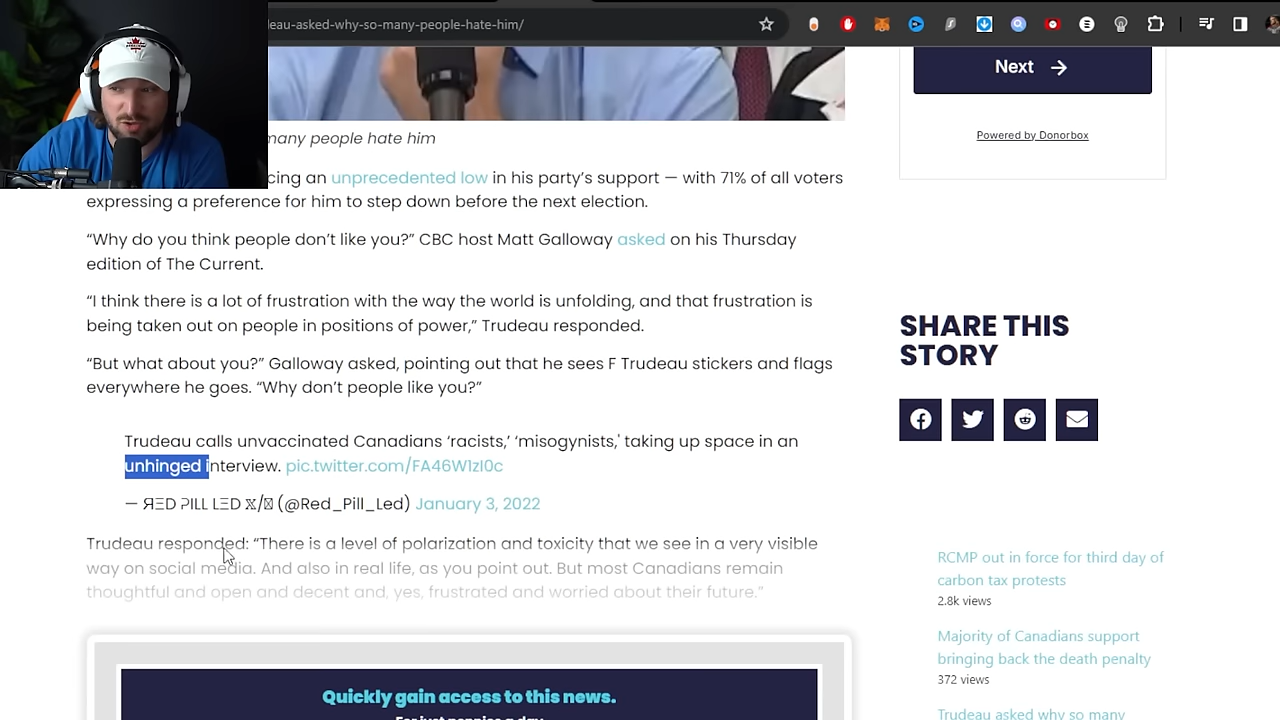 deau-asked-why-so-many-people-hate-him/
many people hate him
cing an unprecedented low in his party's support — with 71% of all voters
expressing a preference for him to step down before the next election.
“Why do you think people don't like you?” CBC host Matt Galloway asked on his Thursday
edition of The Current.
“I think there is a lot of frustration with the way the world is unfolding, and that frustration is
being taken out on people in positions of power,” Trudeau responded.
“But what about you?” Galloway asked, pointing out that he sees F Trudeau stickers and flags
everywhere he goes. “Why don't people like you?”
Trudeau calls unvaccinated Canadians ‘racists,’ ‘misogynists,' taking up space in an
unhinged interview. pic.twitter.com/FA46W1zI0c
— ЯΞD ᑭILL LΞD 𝕏/ (@Red_Pill_Led) January 3, 2022
Trudeau responded: “There is a level of polarization and toxicity that we see in a very visible
way on social media. And also in real life, as you point out. But most Canadians remain
thoughtful and open and decent and, yes, frustrated and worried about their future.”
Quickly gain access to this news.
For just pennies a day
Next →
Powered by Donorbox
SHARE THIS
STORY
RCMP out in force for third day of
carbon tax protests
2.8k views
Majority of Canadians support
bringing back the death penalty
372 views
Trudeau asked why so many